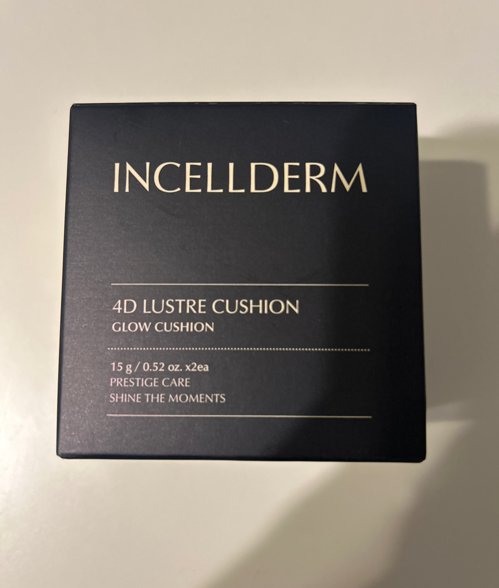 INCELLDERM
4D LUSTRE CUSHION
GLOW CUSHION
15 g / 0.52 oz. x2ea
PRESTIGE CARE
SHINE THE MOMENTS